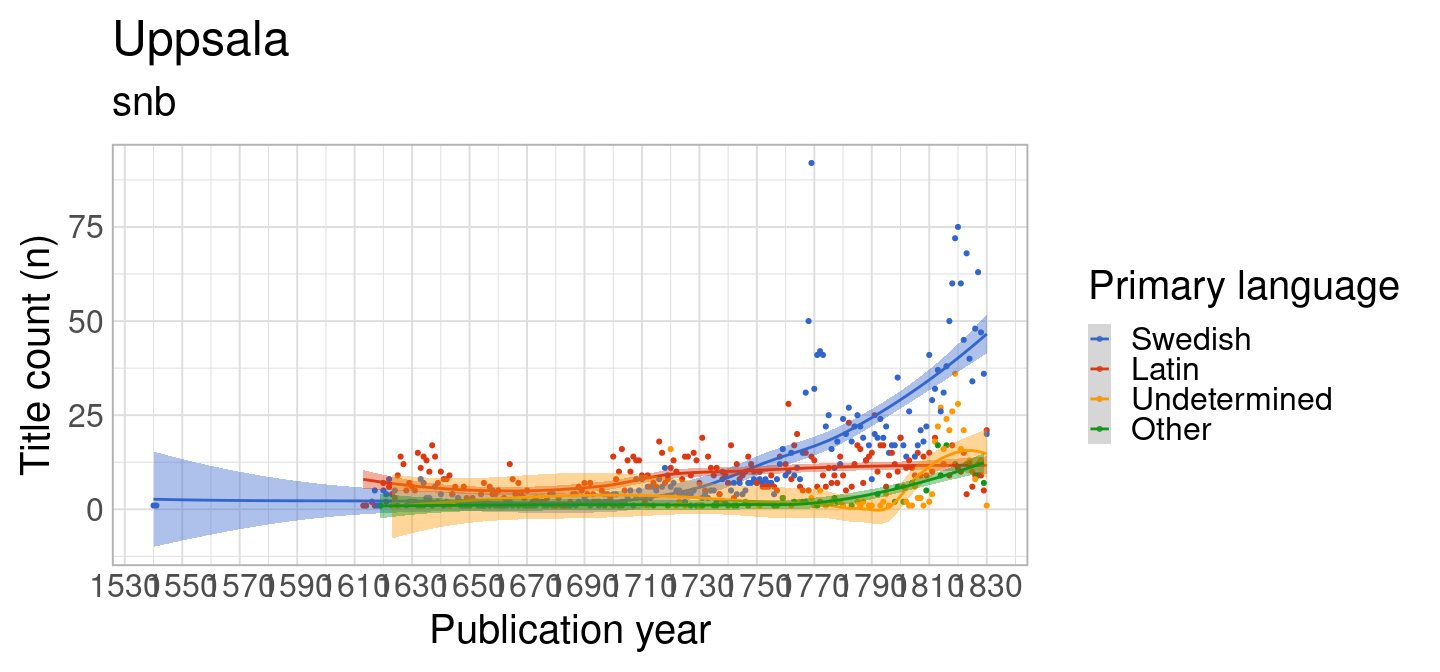 Uppsala
snb
Title count (n)
75
50
25
0
1530 1550 1570 1590 1610 1630 1650 1670 1690 1710 1730 1750 1770 1790 1810 1830
Publication year
Primary language
Swedish
Latin
Undetermined
Other